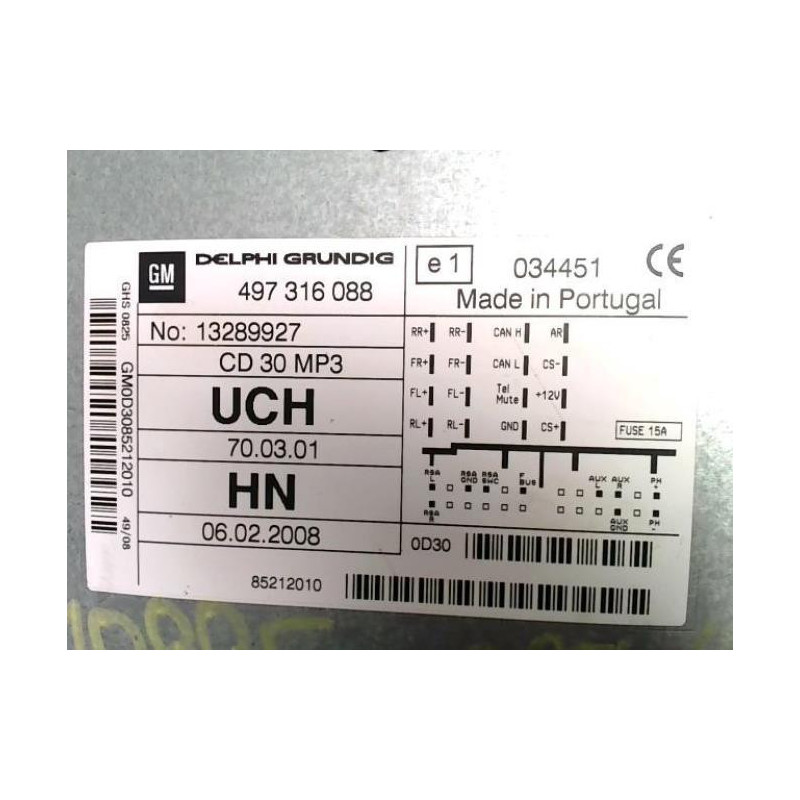 GM DELPHI GRUNDIG
497 316 088
No: 13289927
CD 30 MP3
UCH
70.03.01
HN
06.02.2008
85212010
e1 034451 CE
Made in Portugal
RR+ RR- CAN H AR
FR+ FR- CAN L CS-
FL+ FL- Tel Mute +12V
RL+ RL- GND CS+
FUSE 15A
RSA L RSA GND RSA SWC F BUS AUX L AUX R PH +
RSA R AUX GND PH -
0D30
GHS 0825
GM0D3085212010
49/08